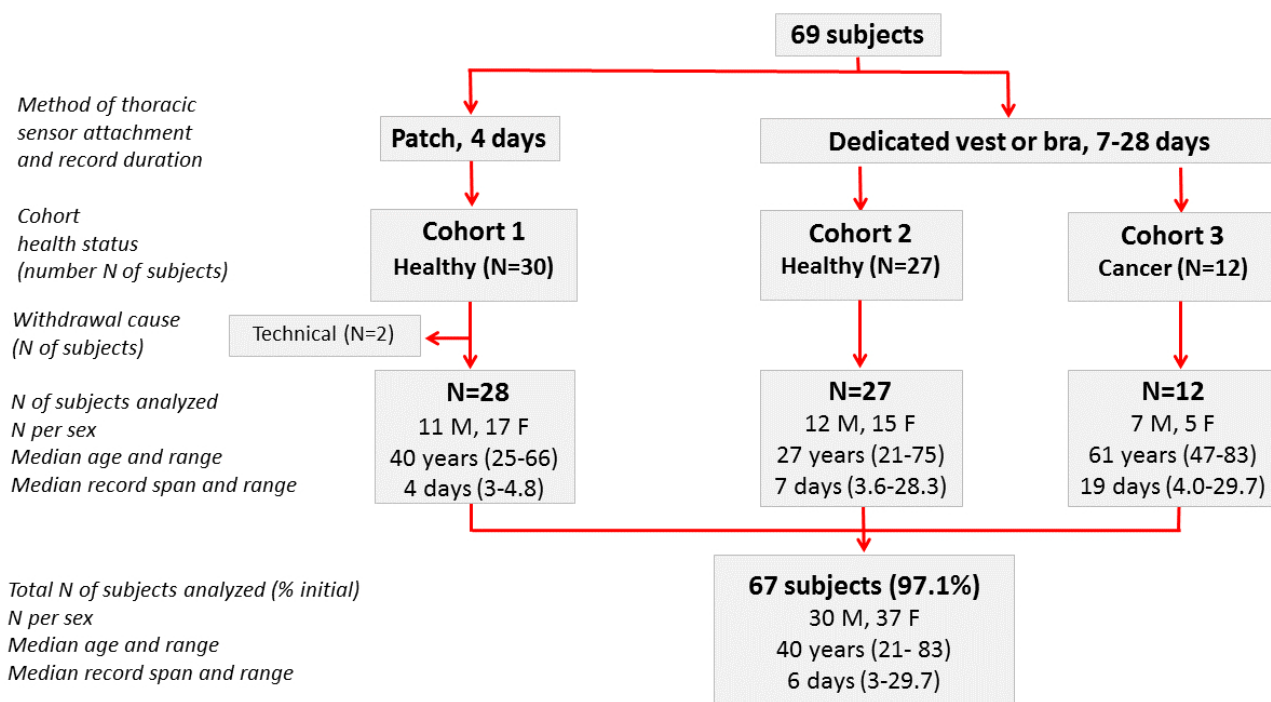 69 subjects
Method of thoracic
sensor attachment
and record duration
Patch, 4 days
Dedicated vest or bra, 7-28 days
Cohort
health status
(number N of subjects)
Cohort 1
Healthy (N=30)
Cohort 2
Healthy (N=27)
Cohort 3
Cancer (N=12)
Withdrawal cause
(N of subjects)
Technical (N=2)
N of subjects analyzed
N per sex
Median age and range
Median record span and range
N=28
11 M, 17 F
40 years (25-66)
4 days (3-4.8)
N=27
12 M, 15 F
27 years (21-75)
7 days (3.6-28.3)
N=12
7 M, 5 F
61 years (47-83)
19 days (4.0-29.7)
Total N of subjects analyzed (% initial)
N per sex
Median age and range
Median record span and range
67 subjects (97.1%)
30 M, 37 F
40 years (21- 83)
6 days (3-29.7)